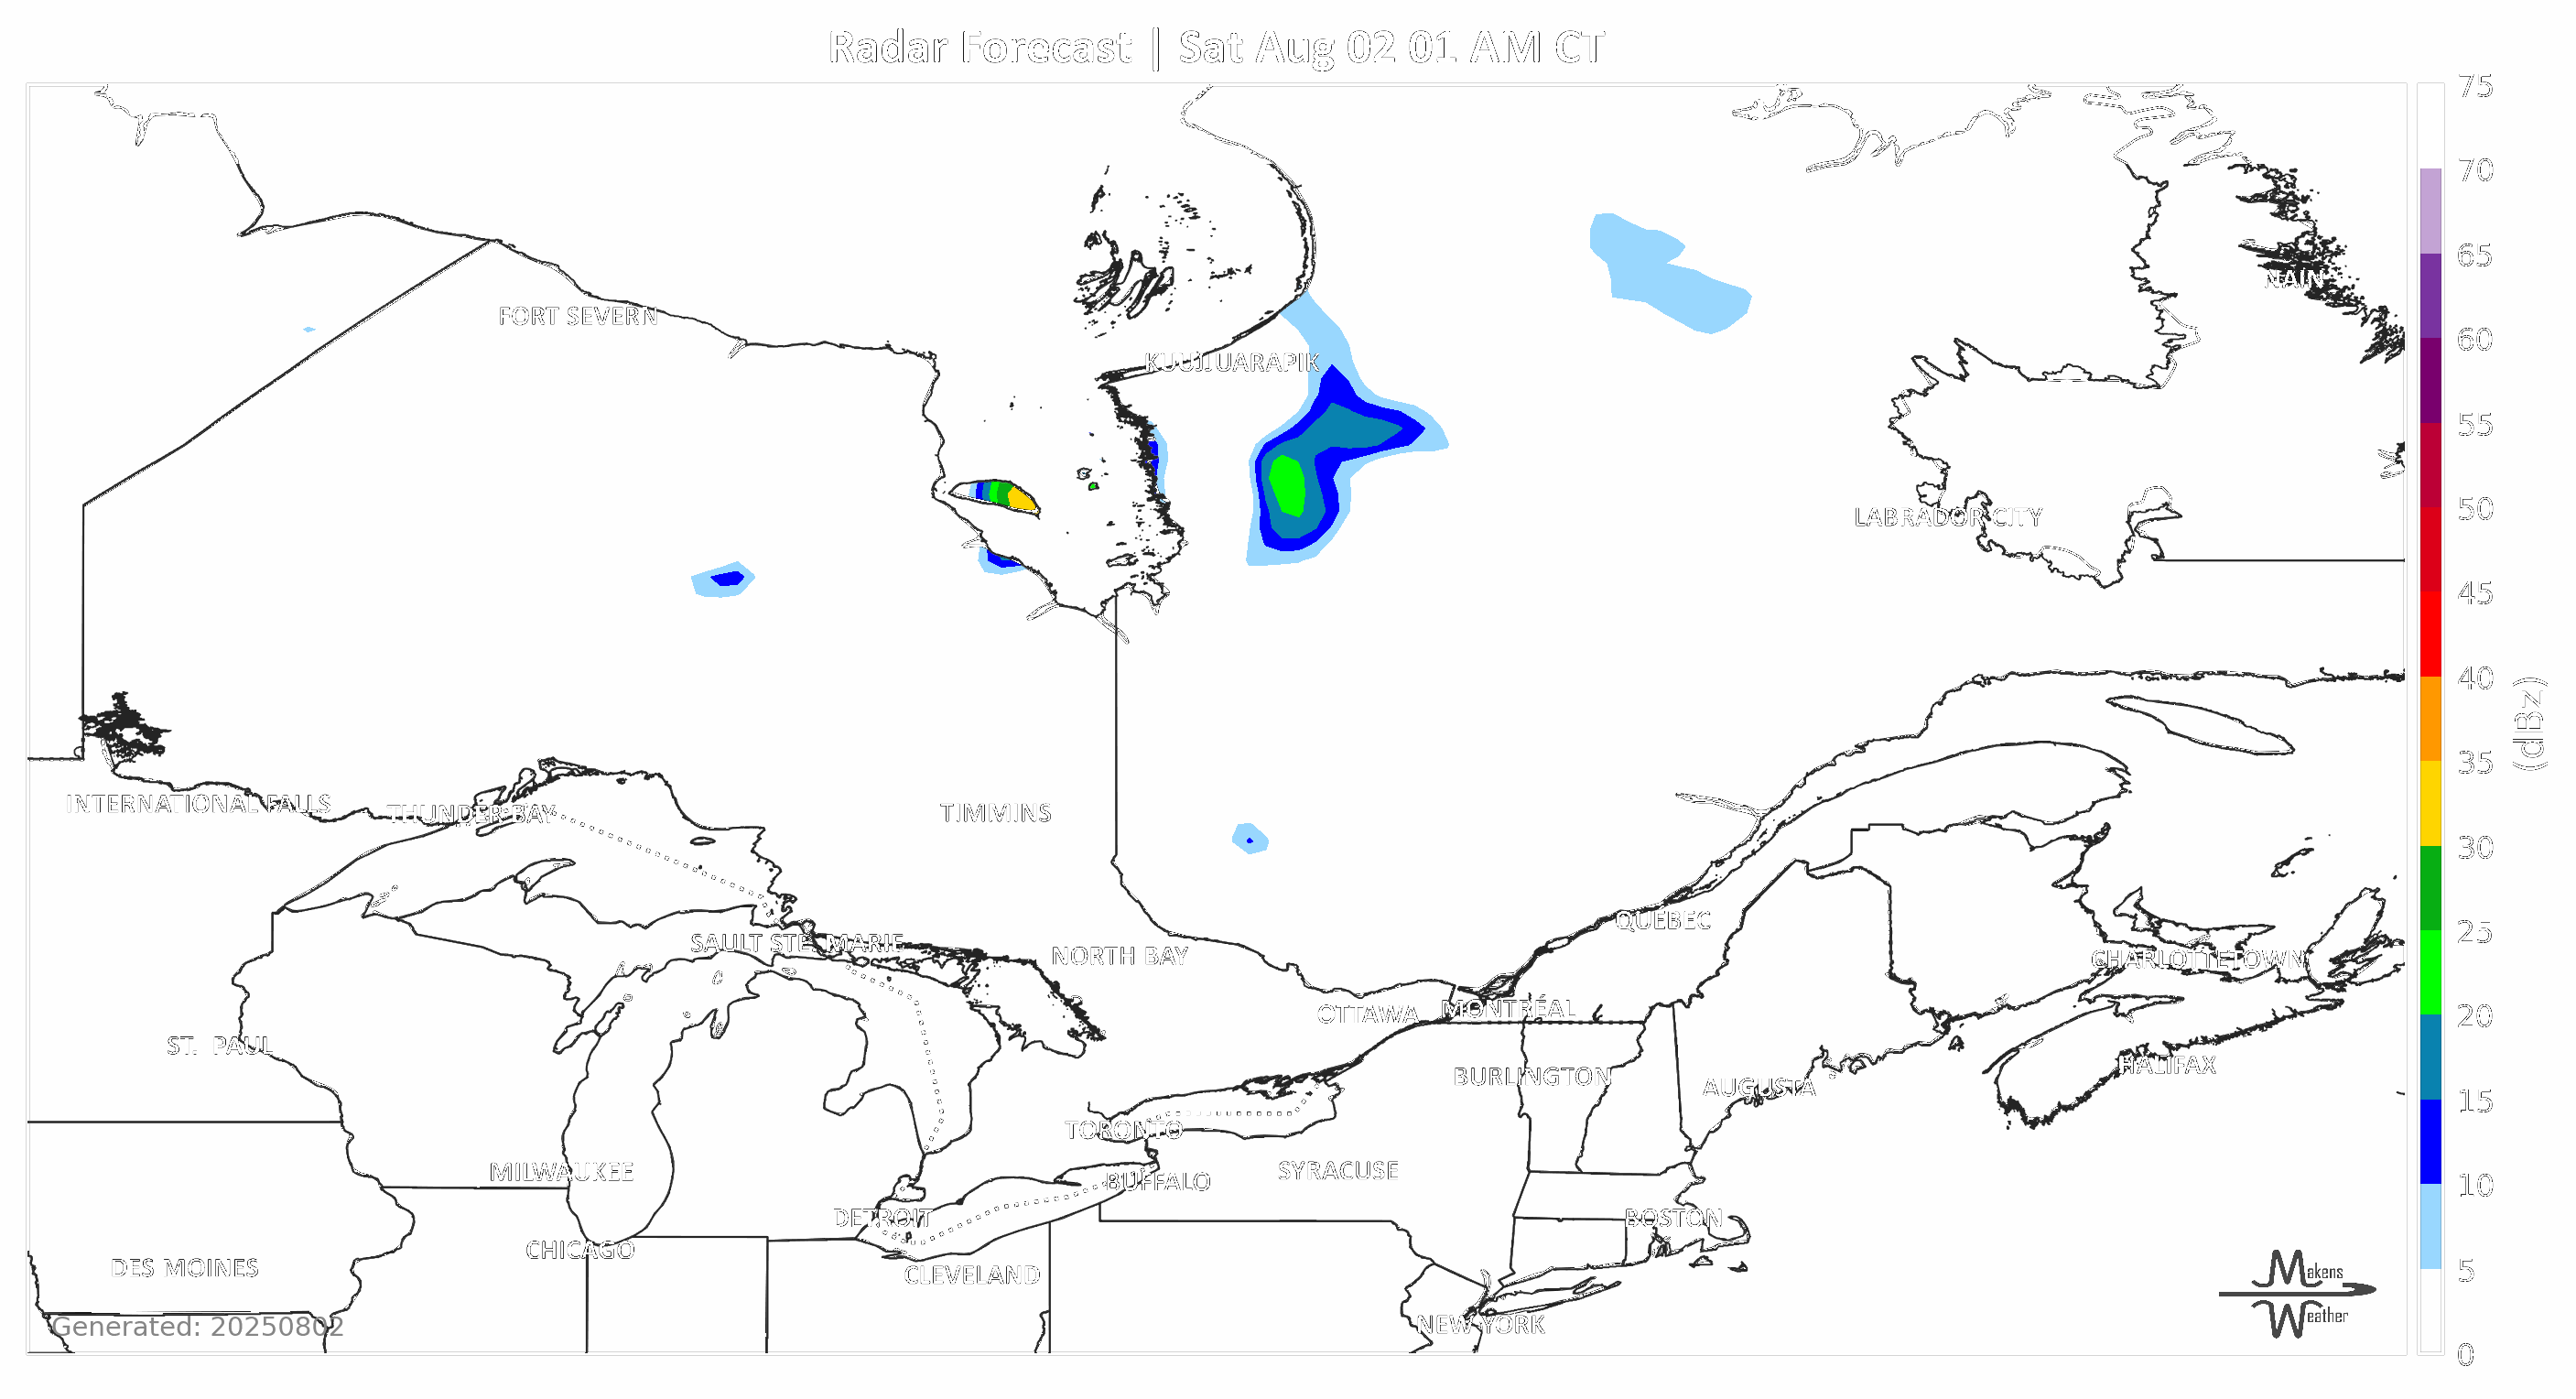 Radar Forecast | Sat Aug 02 01 AM CT
75
70
65
60
55
50
45
40
35
30
25
20
15
10
5
0
(dBz)
NAIN
FORT SEVERN
KUUJJUARAPIK
LABRADOR CITY
INTERNATIONAL FALLS
THUNDER BAY
TIMMINS
QUEBEC
SAULT STE. MARIE
NORTH BAY
CHARLOTTETOWN
OTTAWA
MONTRÉAL
ST. PAUL
HALIFAX
BURLINGTON
AUGUSTA
TORONTO
MILWAUKEE
SYRACUSE
BUFFALO
DETROIT
BOSTON
CHICAGO
DES MOINES
CLEVELAND
NEW YORK
Generated: 20250802
Makens
Weather